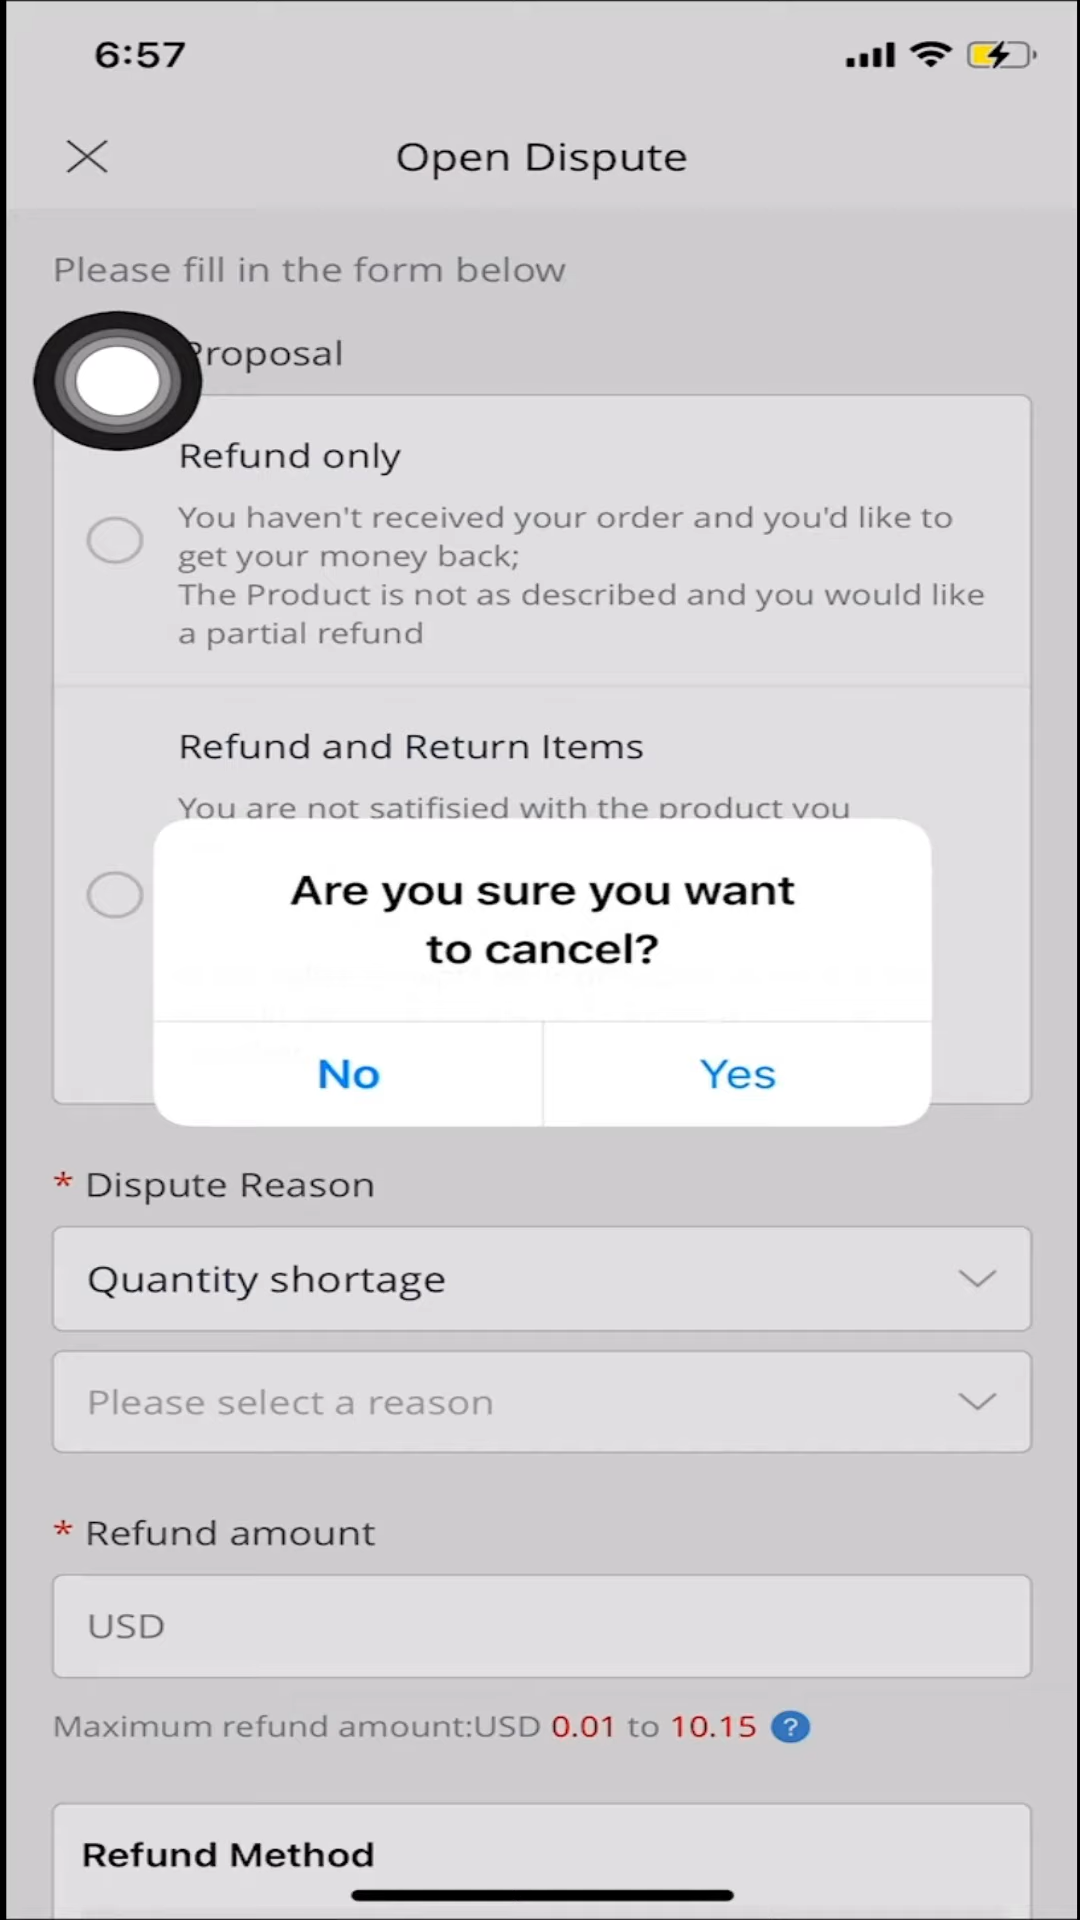 6:57
Open Dispute
Please fill in the form below
roposal
Refund only
You haven't received your order and you'd like to
get your money back;
The Product is not as described and you would like
a partial refund
Refund and Return Items
You are not satifisied with the product you
Are you sure you want
to cancel?
No
Yes
* Dispute Reason
Quantity shortage
Please select a reason
* Refund amount
USD
Maximum refund amount:USD 0.01 to 10.15 ?
Refund Method